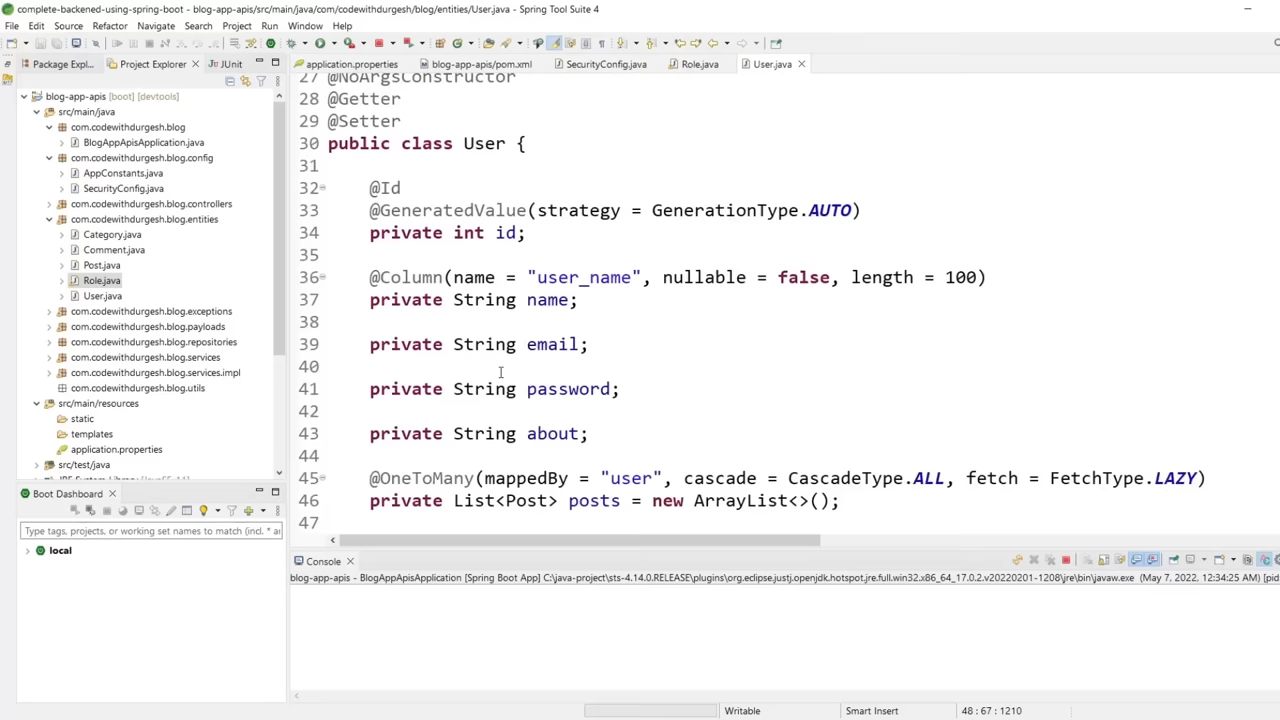 complete-backened-using-spring-boot - blog-app-apis/src/main/java/com/codewithdurgesh/blog/entities/User.java - Spring Tool Suite 4
File Edit Source Refactor Navigate Search Project Run Window Help
Package Expl... Project Explorer JUnit
application.properties blog-app-apis/pom.xml SecurityConfig.java Role.java User.java
blog-app-apis [boot] [devtools]
src/main/java
com.codewithdurgesh.blog
BlogAppApisApplication.java
com.codewithdurgesh.blog.config
AppConstants.java
SecurityConfig.java
com.codewithdurgesh.blog.controllers
com.codewithdurgesh.blog.entities
Category.java
Comment.java
Post.java
Role.java
User.java
com.codewithdurgesh.blog.exceptions
com.codewithdurgesh.blog.payloads
com.codewithdurgesh.blog.repositories
com.codewithdurgesh.blog.services
com.codewithdurgesh.blog.services.impl
com.codewithdurgesh.blog.utils
src/main/resources
static
templates
application.properties
src/test/java
27 @NoArgsConstructor
28 @Getter
29 @Setter
30 public class User {
31
32 @Id
33 @GeneratedValue(strategy = GenerationType.AUTO)
34 private int id;
35
36 @Column(name = "user_name", nullable = false, length = 100)
37 private String name;
38
39 private String email;
40
41 private String password;
42
43 private String about;
44
45 @OneToMany(mappedBy = "user", cascade = CascadeType.ALL, fetch = FetchType.LAZY)
46 private List<Post> posts = new ArrayList<>();
47
Boot Dashboard
Type tags, projects, or working set names to match (incl. * an
local
Console
blog-app-apis - BlogAppApisApplication [Spring Boot App] C:\java-project\sts-4.14.0.RELEASE\plugins\org.eclipse.justj.openjdk.hotspot.jre.full.win32.x86_64_17.0.2.v20220201-1208\jre\bin\javaw.exe (May 7, 2022, 12:34:25 AM) [pid
Writable Smart Insert 48 : 67 : 1210